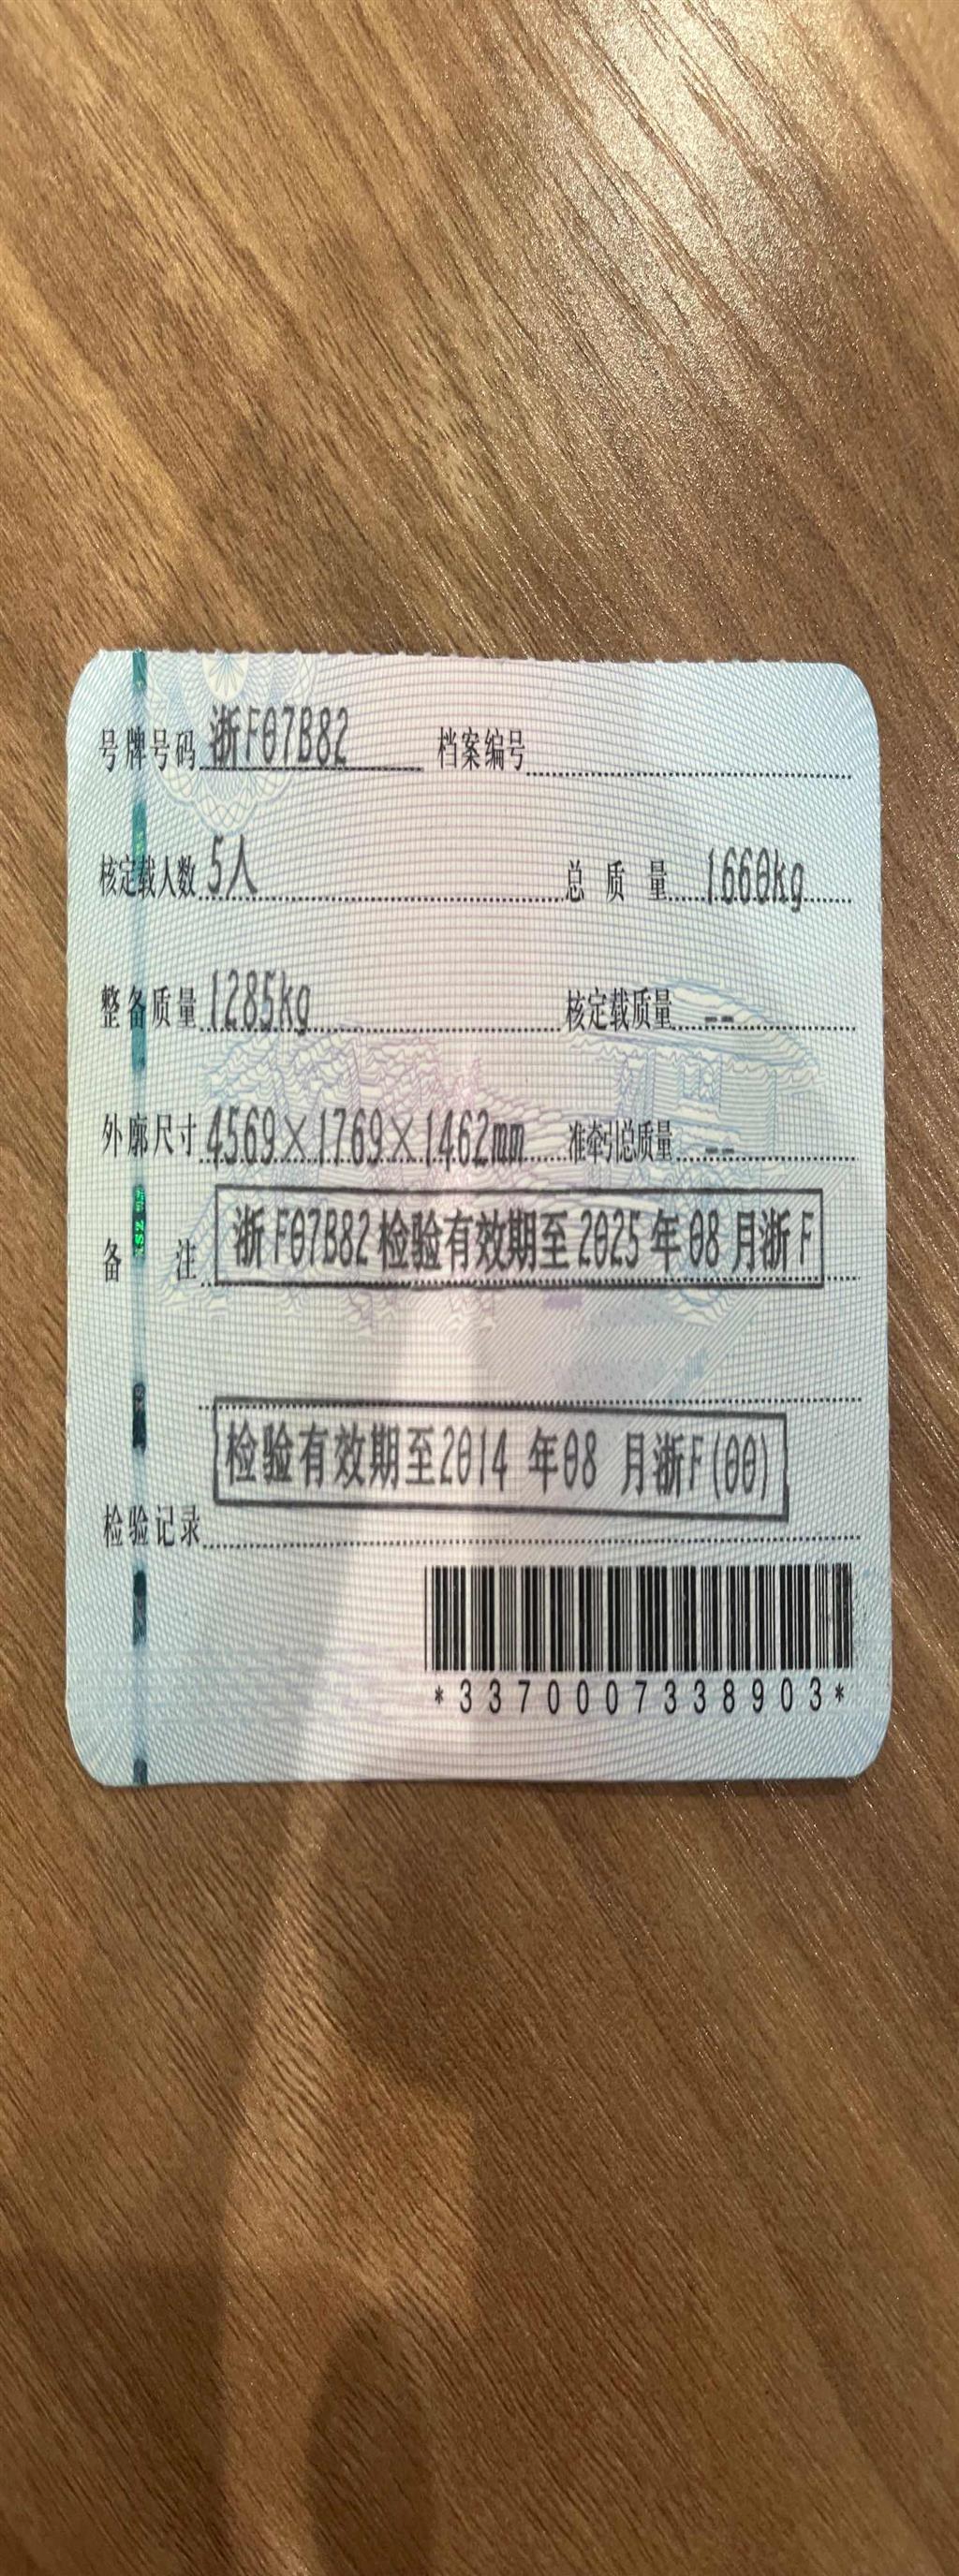 号牌号码 浙F07B82 档案编号
核定载人数 5人 总质量 1660kg
整备质量 1285kg 核定载质量 --
外廓尺寸 4569×1769×1462mm 准牵引总质量 --
备注 浙F07B82检验有效期至2025年08月浙F
检验有效期至2014年08月浙F(00)
检验记录
*3370007338903*